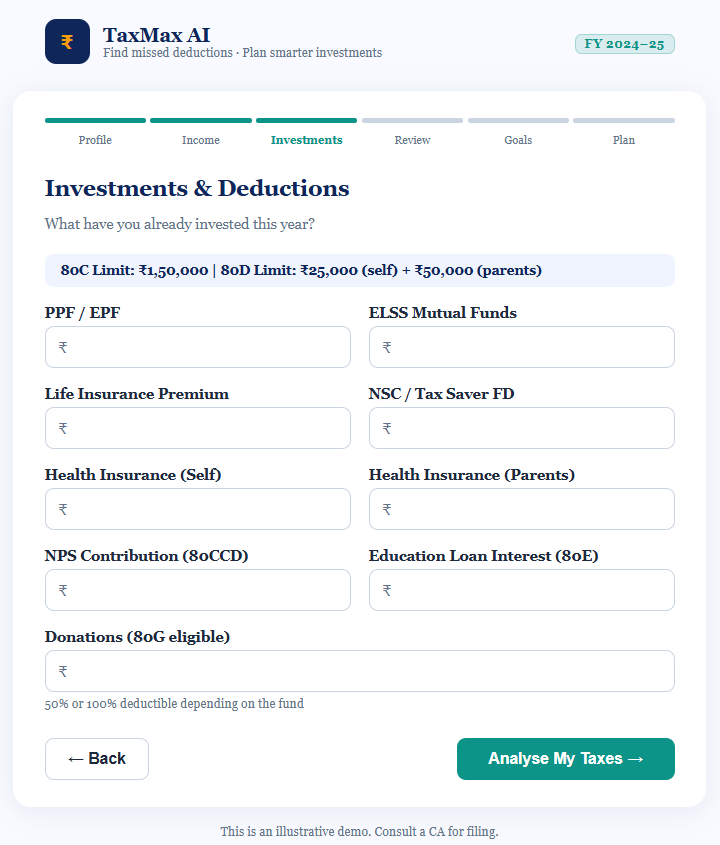 ₹
TaxMax AI
Find missed deductions · Plan smarter investments
FY 2024–25
Profile
Income
Investments
Review
Goals
Plan
Investments & Deductions
What have you already invested this year?
80C Limit: ₹1,50,000 | 80D Limit: ₹25,000 (self) + ₹50,000 (parents)
PPF / EPF
ELSS Mutual Funds
₹
₹
Life Insurance Premium
NSC / Tax Saver FD
₹
₹
Health Insurance (Self)
Health Insurance (Parents)
₹
₹
NPS Contribution (80CCD)
Education Loan Interest (80E)
₹
₹
Donations (80G eligible)
₹
50% or 100% deductible depending on the fund
← Back
Analyse My Taxes →
This is an illustrative demo. Consult a CA for filing.